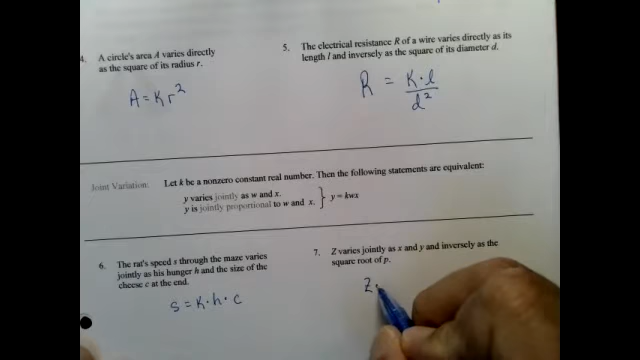 4. A circle's area A varies directly
as the square of its radius r.
A = Kr²
5. The electrical resistance R of a wire varies directly as its
length l and inversely as the square of its diameter d.
R = K·l / d²
Joint Variation: Let k be a nonzero constant real number. Then the following statements are equivalent:
y varies jointly as w and x.
y is jointly proportional to w and x. } y = kwx
6. The rat's speed s through the maze varies
jointly as his hunger h and the size of the
cheese c at the end.
s = K·h·c
7. Z varies jointly as x and y and inversely as the
square root of p.
Z